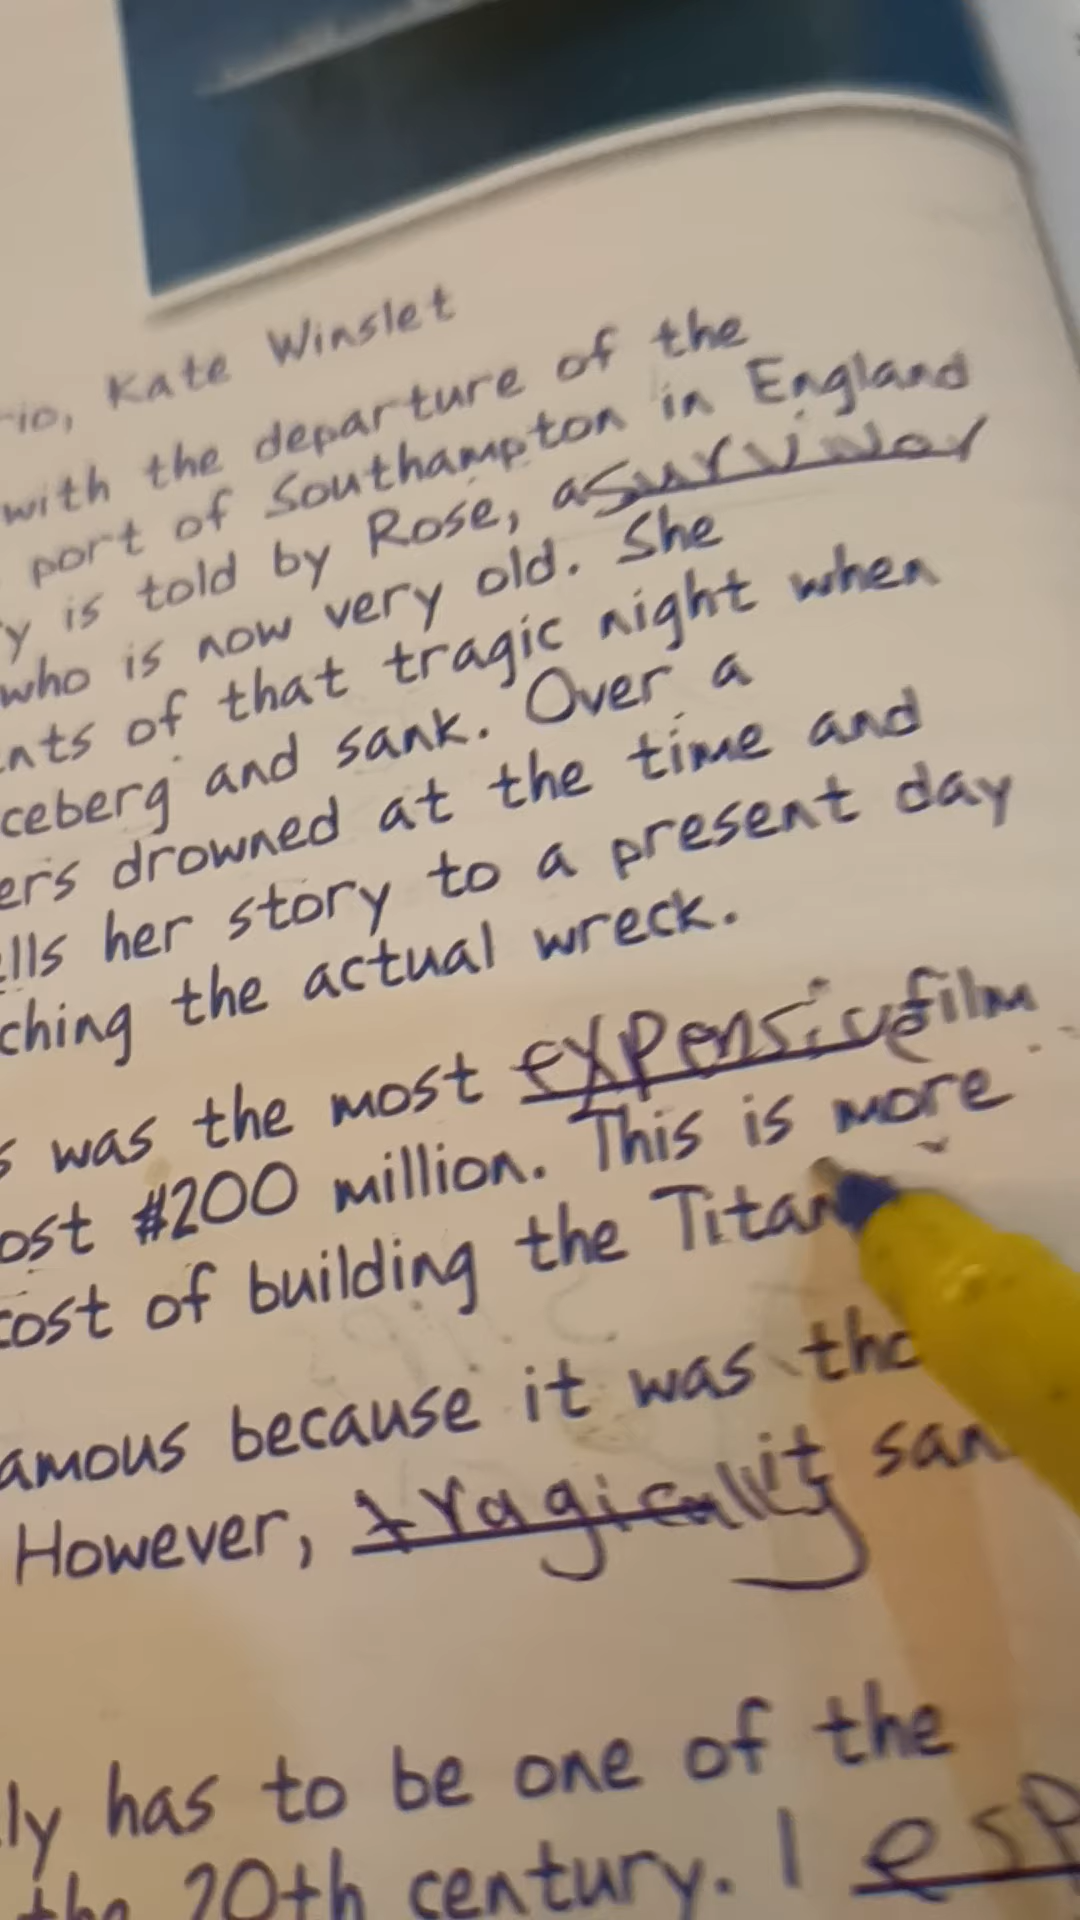 rio, Kate Winslet
with the departure of the
port of Southampton in England
y is told by Rose, a survivor
who is now very old. She
nts of that tragic night when
ceberg and sank. Over a
ers drowned at the time and
lls her story to a present day
ching the actual wreck.
s was the most expensive film
ost $200 million. This is more
cost of building the Titan
amous because it was the
However, tragically it san
ly has to be one of the
the 20th century. I esp